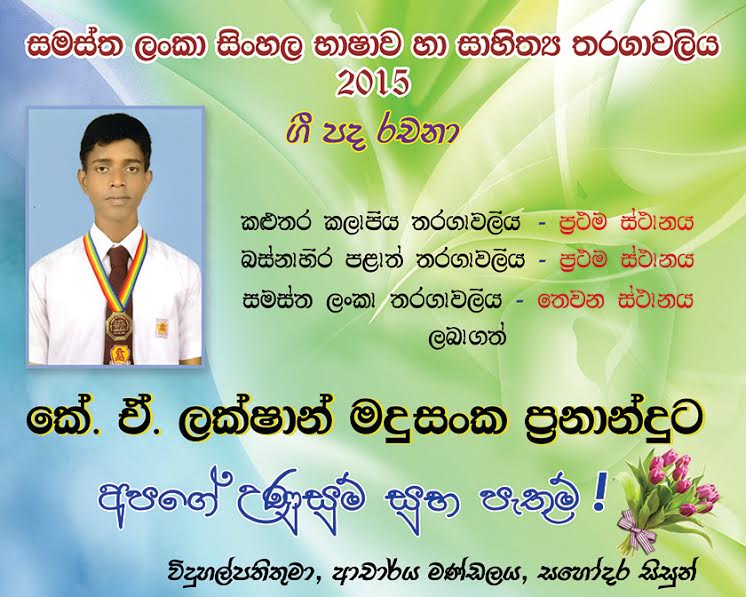 සමස්ත ලංකා සිංහල භාෂාව හා සාහිත්‍ය තරගාවලිය
2015
ගී පද රචනා
කළුතර කලාපීය තරගාවලිය - ප්‍රථම ස්ථානය
බස්නාහිර පළාත් තරගාවලිය - ප්‍රථම ස්ථානය
සමස්ත ලංකා තරගාවලිය - තෙවන ස්ථානය
ලබාගත්
කේ. ඒ. ලක්ෂාන් මදුසංක ප්‍රනාන්දුට
අපගේ උණුසුම් සුභ පැතුම් !
විදුහල්පතිතුමා, ආචාර්ය මණ්ඩලය, සහෝදර සිසුන්